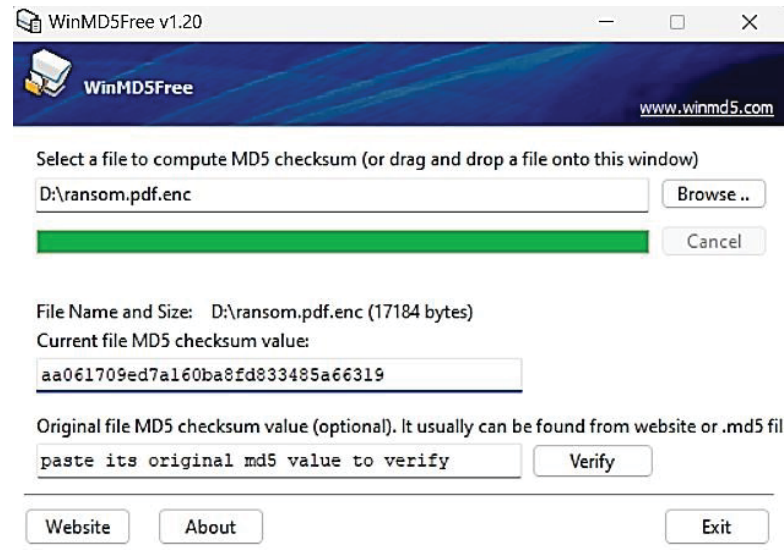 WinMD5Free v1.20
WinMD5Free
www.winmd5.com
Select a file to compute MD5 checksum (or drag and drop a file onto this window)
D:\ransom.pdf.enc Browse ..
Cancel
File Name and Size: D:\ransom.pdf.enc (17184 bytes)
Current file MD5 checksum value:
aa061709ed7a160ba8fd833485a66319
Original file MD5 checksum value (optional). It usually can be found from website or .md5 fil
paste its original md5 value to verify Verify
Website About Exit